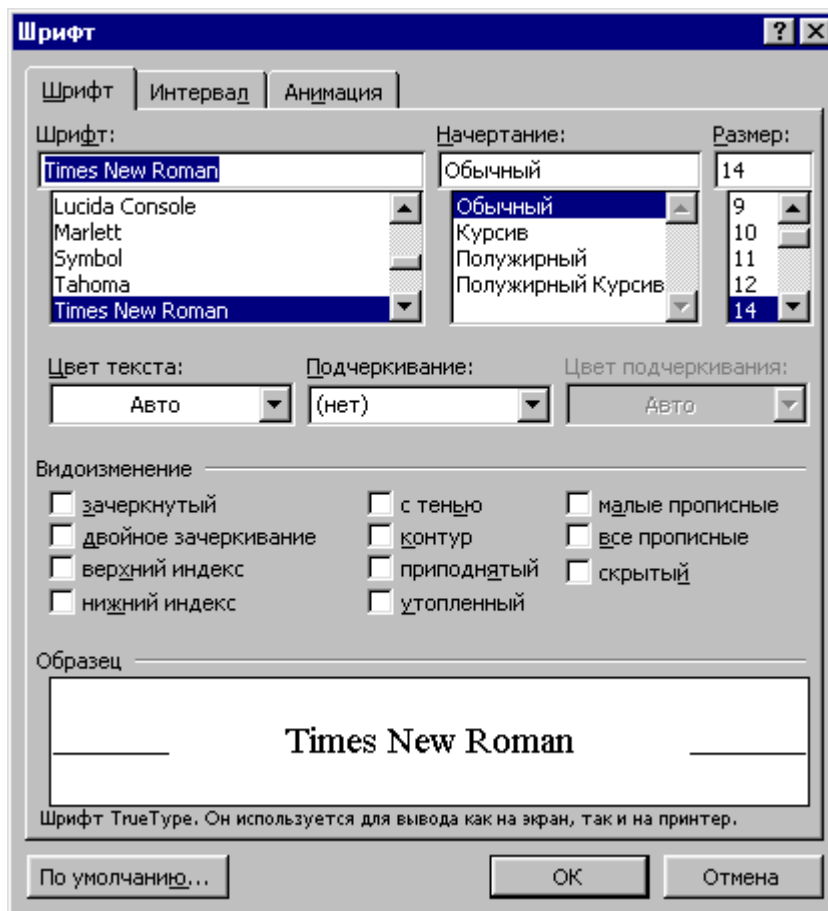 Шрифт
Шрифт Интервал Анимация
Шрифт: Начертание: Размер:
Times New Roman Обычный 14
Lucida Console Обычный 9
Marlett Курсив 10
Symbol Полужирный 11
Tahoma Полужирный Курсив 12
Times New Roman 14
Цвет текста: Подчеркивание: Цвет подчеркивания:
Авто (нет) Авто
Видоизменение
зачеркнутый с тенью малые прописные
двойное зачеркивание контур все прописные
верхний индекс приподнятый скрытый
нижний индекс утопленный
Образец
Times New Roman
Шрифт TrueType. Он используется для вывода как на экран, так и на принтер.
По умолчанию... ОК Отмена